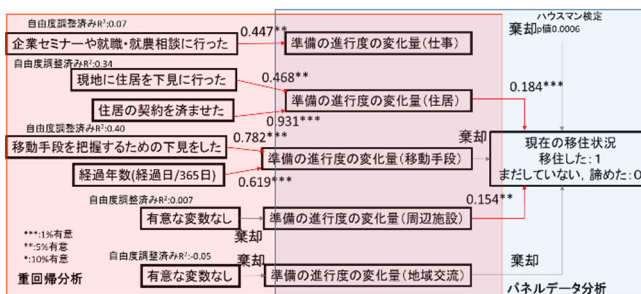 自由度調整済みR²:0.07
企業セミナーや就職・就農相談に行った
0.447**
準備の進行度の変化量(仕事)
ハウスマン検定
棄却p値0.0006
棄却
自由度調整済みR²:0.34
現地に住居を下見に行った
0.468**
準備の進行度の変化量(住居)
0.184***
住居の契約を済ませた
0.931***
自由度調整済みR²:0.40
移動手段を把握するための下見をした
0.782***
準備の進行度の変化量(移動手段)
棄却
現在の移住状況
移住した:1
まだしていない, 諦めた:0
経過年数(経過日/365日)
0.619***
自由度調整済みR²:0.007
有意な変数なし
棄却
準備の進行度の変化量(周辺施設)
0.154**
***:1%有意
**:5%有意
*:10%有意
自由度調整済みR²:-0.05
有意な変数なし
棄却
準備の進行度の変化量(地域交流)
棄却
重回帰分析
パネルデータ分析